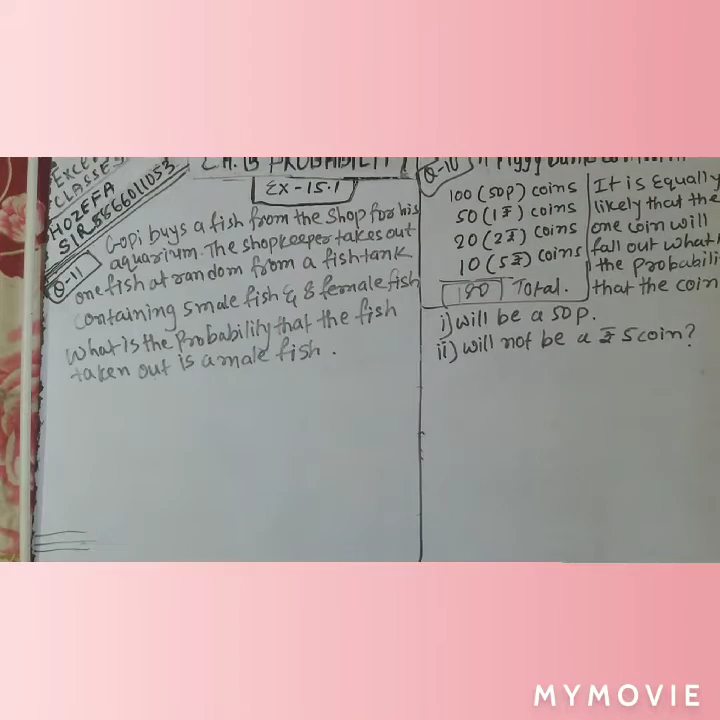 CLASSES
HOZEFA
SIR 8866011053
CH.15 PROBABILITY
EX-15.1
Q-11 Gopi buys a fish from the shop for his
aquarium. The shopkeeper takes out
one fish at random from a fish tank
containing 5 male fish & 8 female fish
What is the Probability that the fish
taken out is a male fish.
Q-10
100 (50P) coins
50 (1₹) coins
20 (2₹) coins
10 (5₹) coins
180 Total.
It is Equally
likely that the
one coin will
fall out what
the
that the coin
i) will be a 50 P.
ii) will not be a ₹ 5 coin?
MYMOVIE